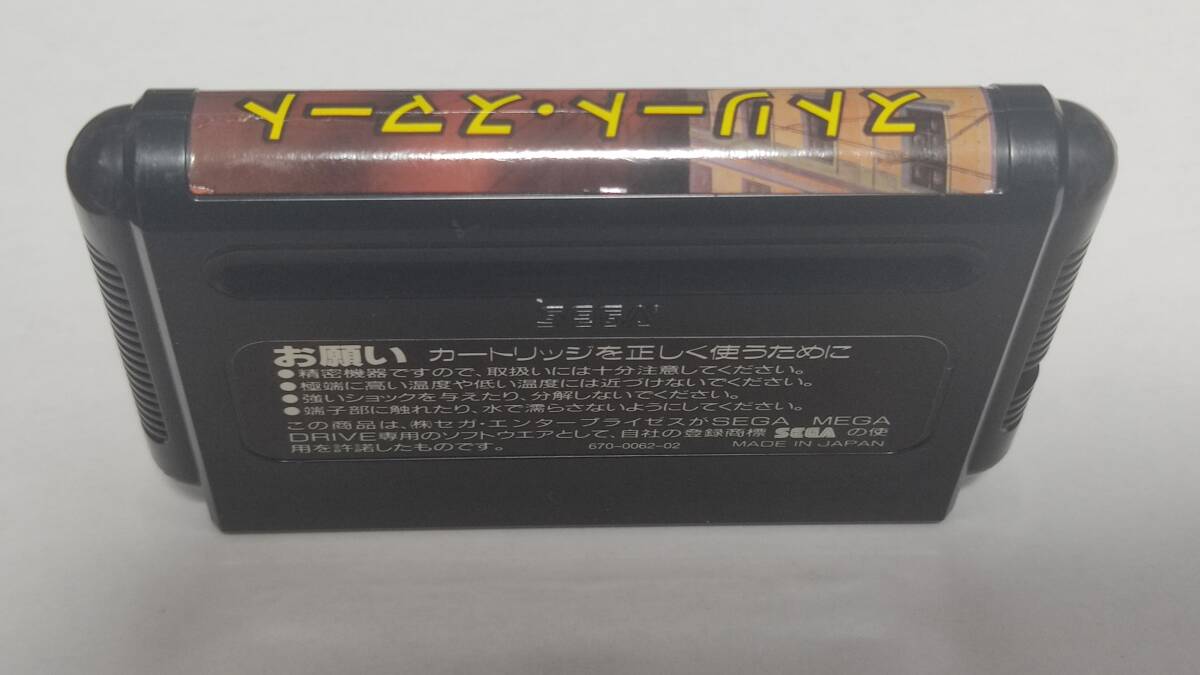 ストリート・スマート
SEGA
お願い カートリッジを正しく使うために
●精密機器ですので、取扱いには十分注意してください。
●極端に高い温度や低い温度には近づけないでください。
●強いショックを与えたり、分解しないでください。
●端子部に触れたり、水で濡らさないようにしてください。
この商品は、㈱セガ・エンタープライゼスがSEGA MEGA
DRIVE専用のソフトウエアとして、自社の登録商標 SEGA の使
用を許諾したものです。 670-0062-02 MADE IN JAPAN